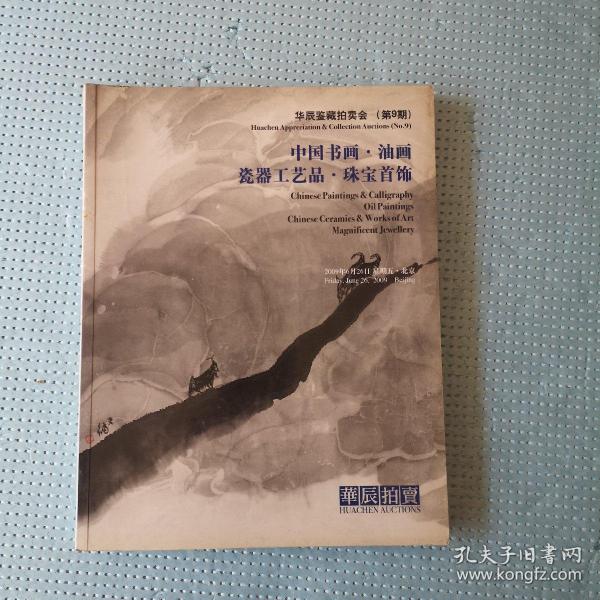 华辰鉴藏拍卖会 （第9期）
Huachen Appreciation & Collection Auctions (No.9)
中国书画·油画
瓷器工艺品·珠宝首饰
Chinese Paintings & Calligraphy
Oil Paintings
Chinese Ceramics & Works of Art
Magnificent Jewellery
2009年6月26日 星期五·北京
Friday, June 26, 2009 Beijing
華辰拍賣
HUACHEN AUCTIONS
孔夫子旧書网
www.kongfz.com